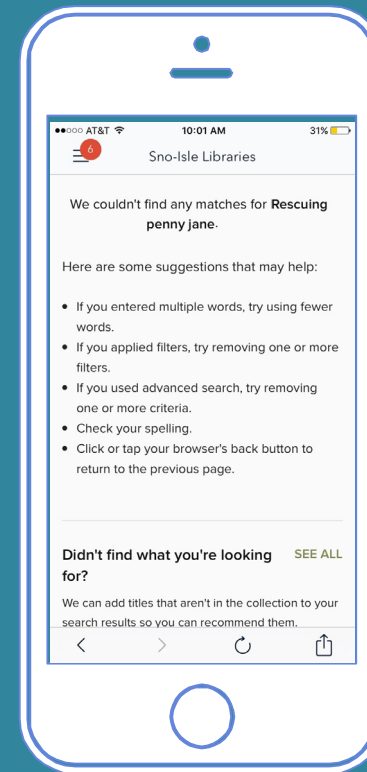 ●●○○○ AT&T 10:01 AM 31%
6
Sno-Isle Libraries
We couldn't find any matches for Rescuing
penny jane.
Here are some suggestions that may help:
• If you entered multiple words, try using fewer
words.
• If you applied filters, try removing one or more
filters.
• If you used advanced search, try removing
one or more criteria.
• Check your spelling.
• Click or tap your browser's back button to
return to the previous page.
Didn't find what you're looking SEE ALL
for?
We can add titles that aren't in the collection to your
search results so you can recommend them.